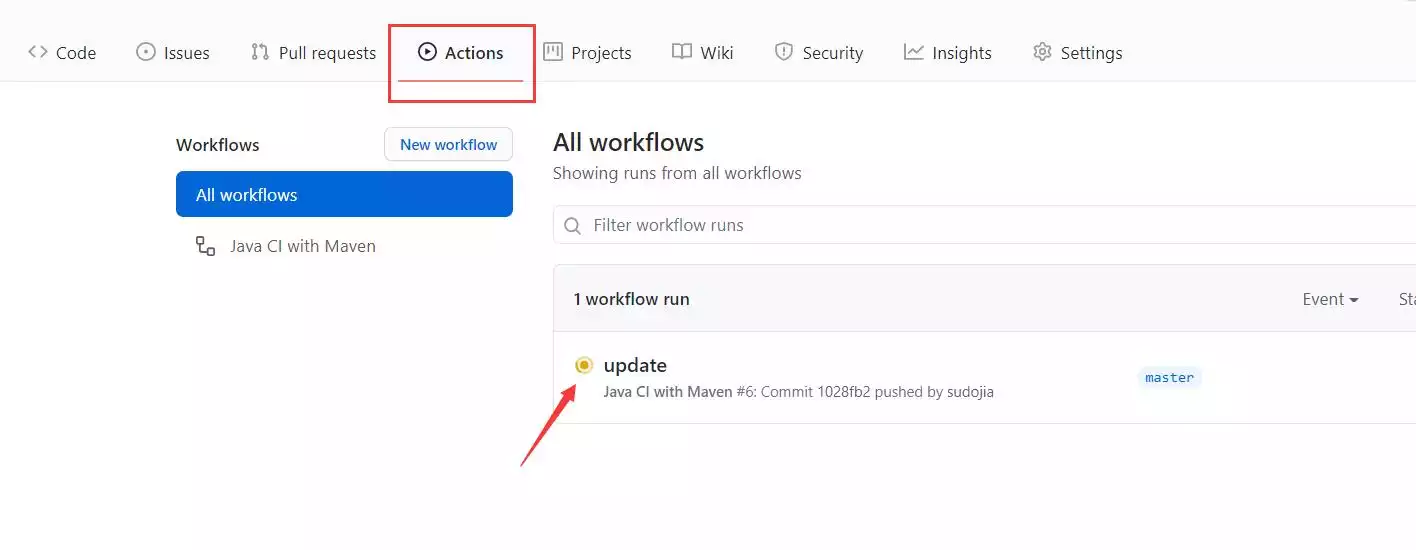 Code Issues Pull requests Actions Projects Wiki Security Insights Settings
Workflows New workflow
All workflows
Java CI with Maven
All workflows
Showing runs from all workflows
Filter workflow runs
1 workflow run Event
update
Java CI with Maven #6: Commit 1028fb2 pushed by sudojia master